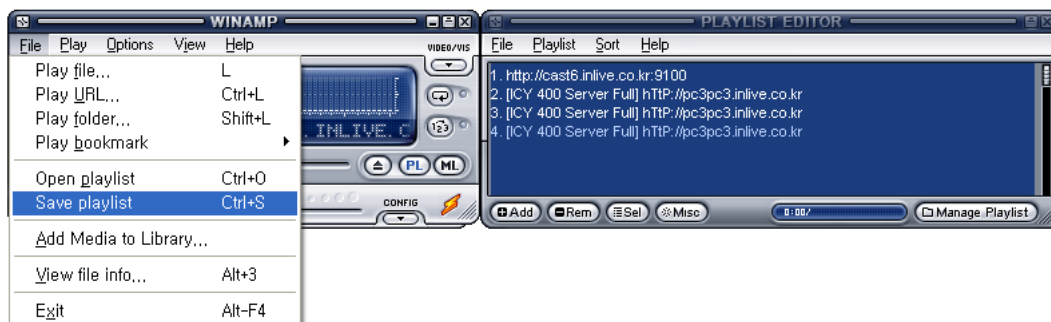 WINAMP
File Play Options View Help
VIDEO/VIS
Play file... L
Play URL... Ctrl+L
Play folder... Shift+L
Play bookmark
Open playlist Ctrl+O
Save playlist Ctrl+S
Add Media to Library...
View file info... Alt+3
Exit Alt-F4
.INLIVE.C
PL ML
CONFIG
PLAYLIST EDITOR
File Playlist Sort Help
1. http://cast6.inlive.co.kr:9100
2. [ICY 400 Server Full] hTtP://pc3pc3.inlive.co.kr
3. [ICY 400 Server Full] hTtP://pc3pc3.inlive.co.kr
4. [ICY 400 Server Full] hTtP://pc3pc3.inlive.co.kr
Add Rem Sel Misc 0:00/ Manage Playlist